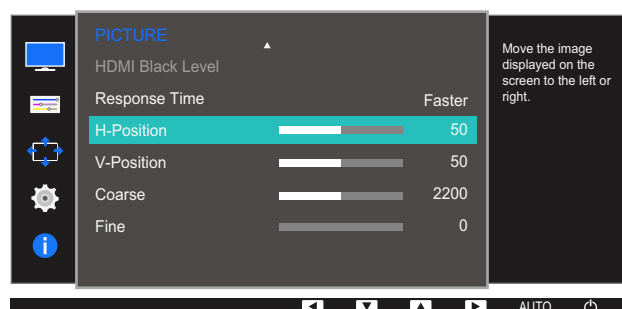 PICTURE
HDMI Black Level
Response Time Faster
H-Position 50
V-Position 50
Coarse 2200
Fine 0
Move the image
displayed on the
screen to the left or
right.
i
AUTO